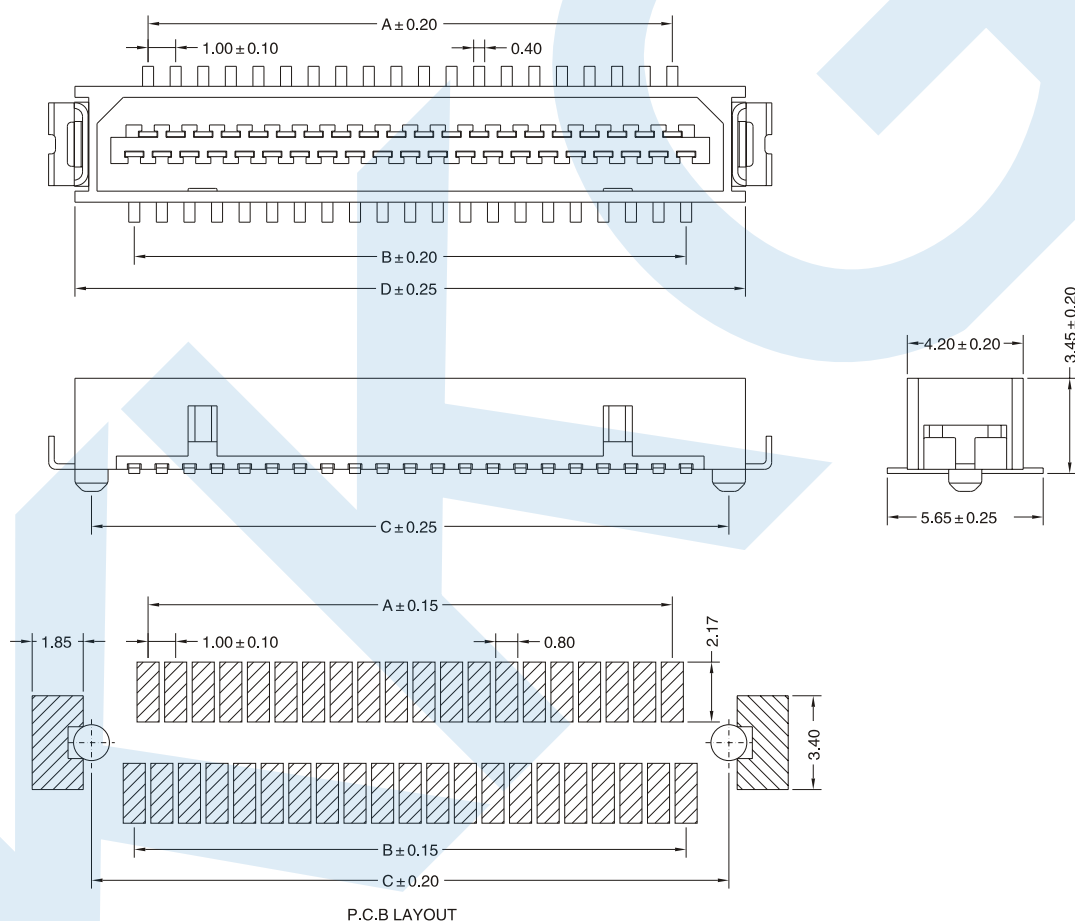 A ± 0.20
1.00 ± 0.10
0.40
B ± 0.20
D ± 0.25
4.20 ± 0.20
3.45 ± 0.20
C ± 0.25
5.65 ± 0.25
A ± 0.15
1.85
1.00 ± 0.10
0.80
2.17
3.40
B ± 0.15
C ± 0.20
P.C.B LAYOUT